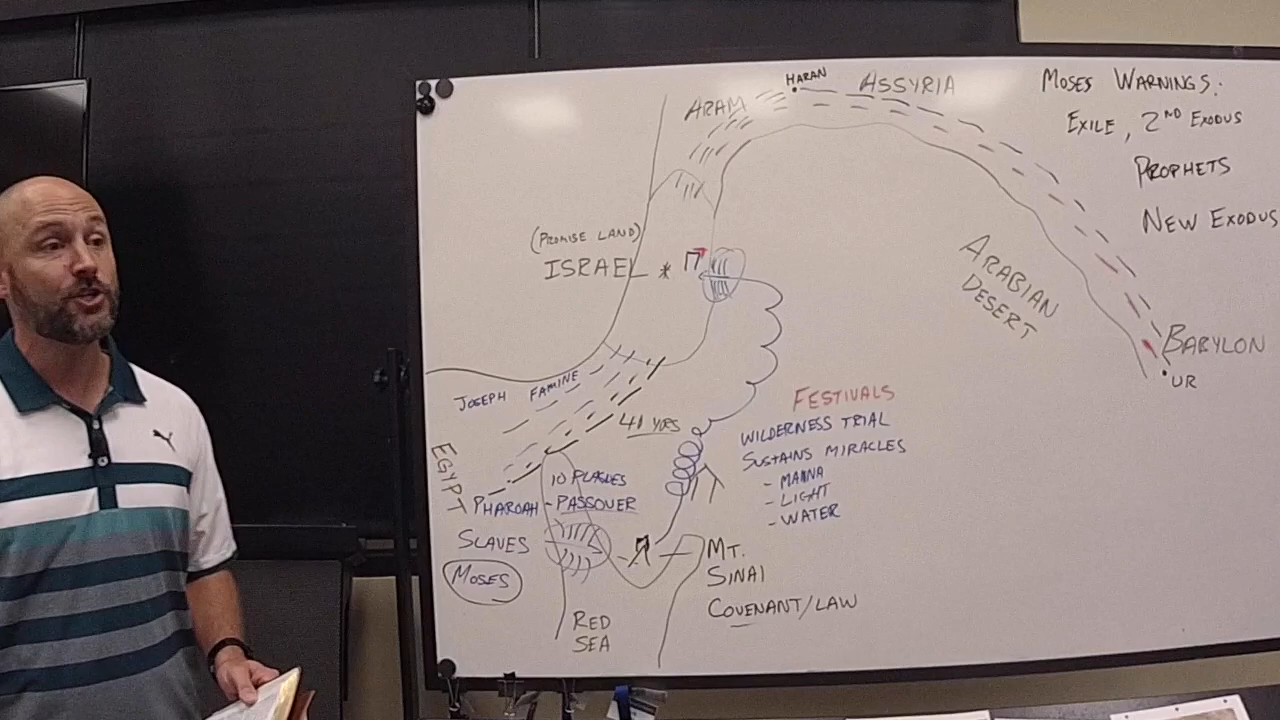 HARAN
ASSYRIA
ARAM
MOSES WARNINGS:
EXILE, 2ND EXODUS
PROPHETS
NEW EXODUS
(PROMISE LAND)
ISRAEL *
ARABIAN
DESERT
BABYLON
UR
JOSEPH FAMINE
40 YRS
EGYPT
10 PLAGUES
PHAROAH - PASSOVER
SLAVES
MOSES
RED
SEA
FESTIVALS
WILDERNESS TRIAL
SUSTAINS MIRACLES
- MANNA
- LIGHT
- WATER
MT.
SINAI
COVENANT/LAW